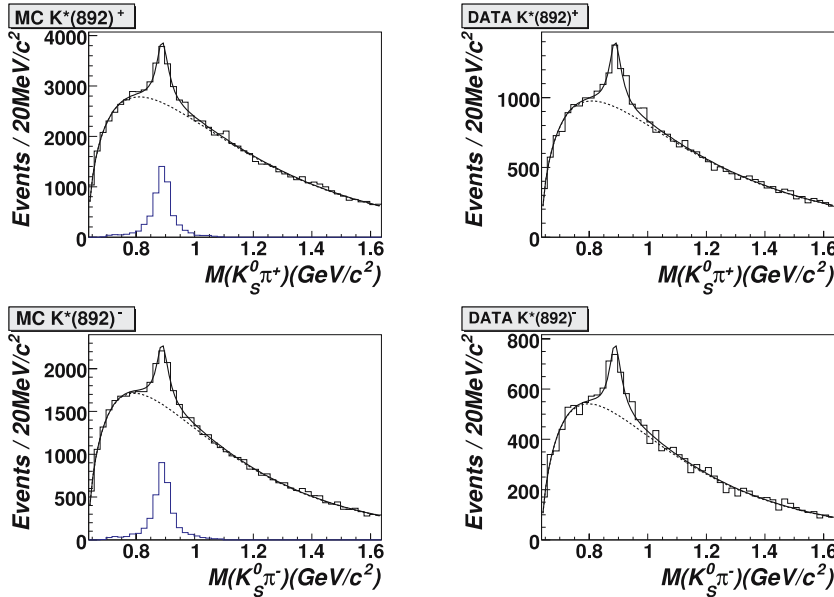 MC K*(892)⁺
Events / 20MeV/c²
4000
3000
2000
1000
0
0.8 1 1.2 1.4 1.6
M(K⁰_Sπ⁺)(GeV/c²)
DATA K*(892)⁺
Events / 20MeV/c²
1000
500
0
0.8 1 1.2 1.4 1.6
M(K⁰_Sπ⁺)(GeV/c²)
MC K*(892)⁻
Events / 20MeV/c²
2000
1500
1000
500
0
0.8 1 1.2 1.4 1.6
M(K⁰_Sπ⁻)(GeV/c²)
DATA K*(892)⁻
Events / 20MeV/c²
800
600
400
200
0
0.8 1 1.2 1.4 1.6
M(K⁰_Sπ⁻)(GeV/c²)